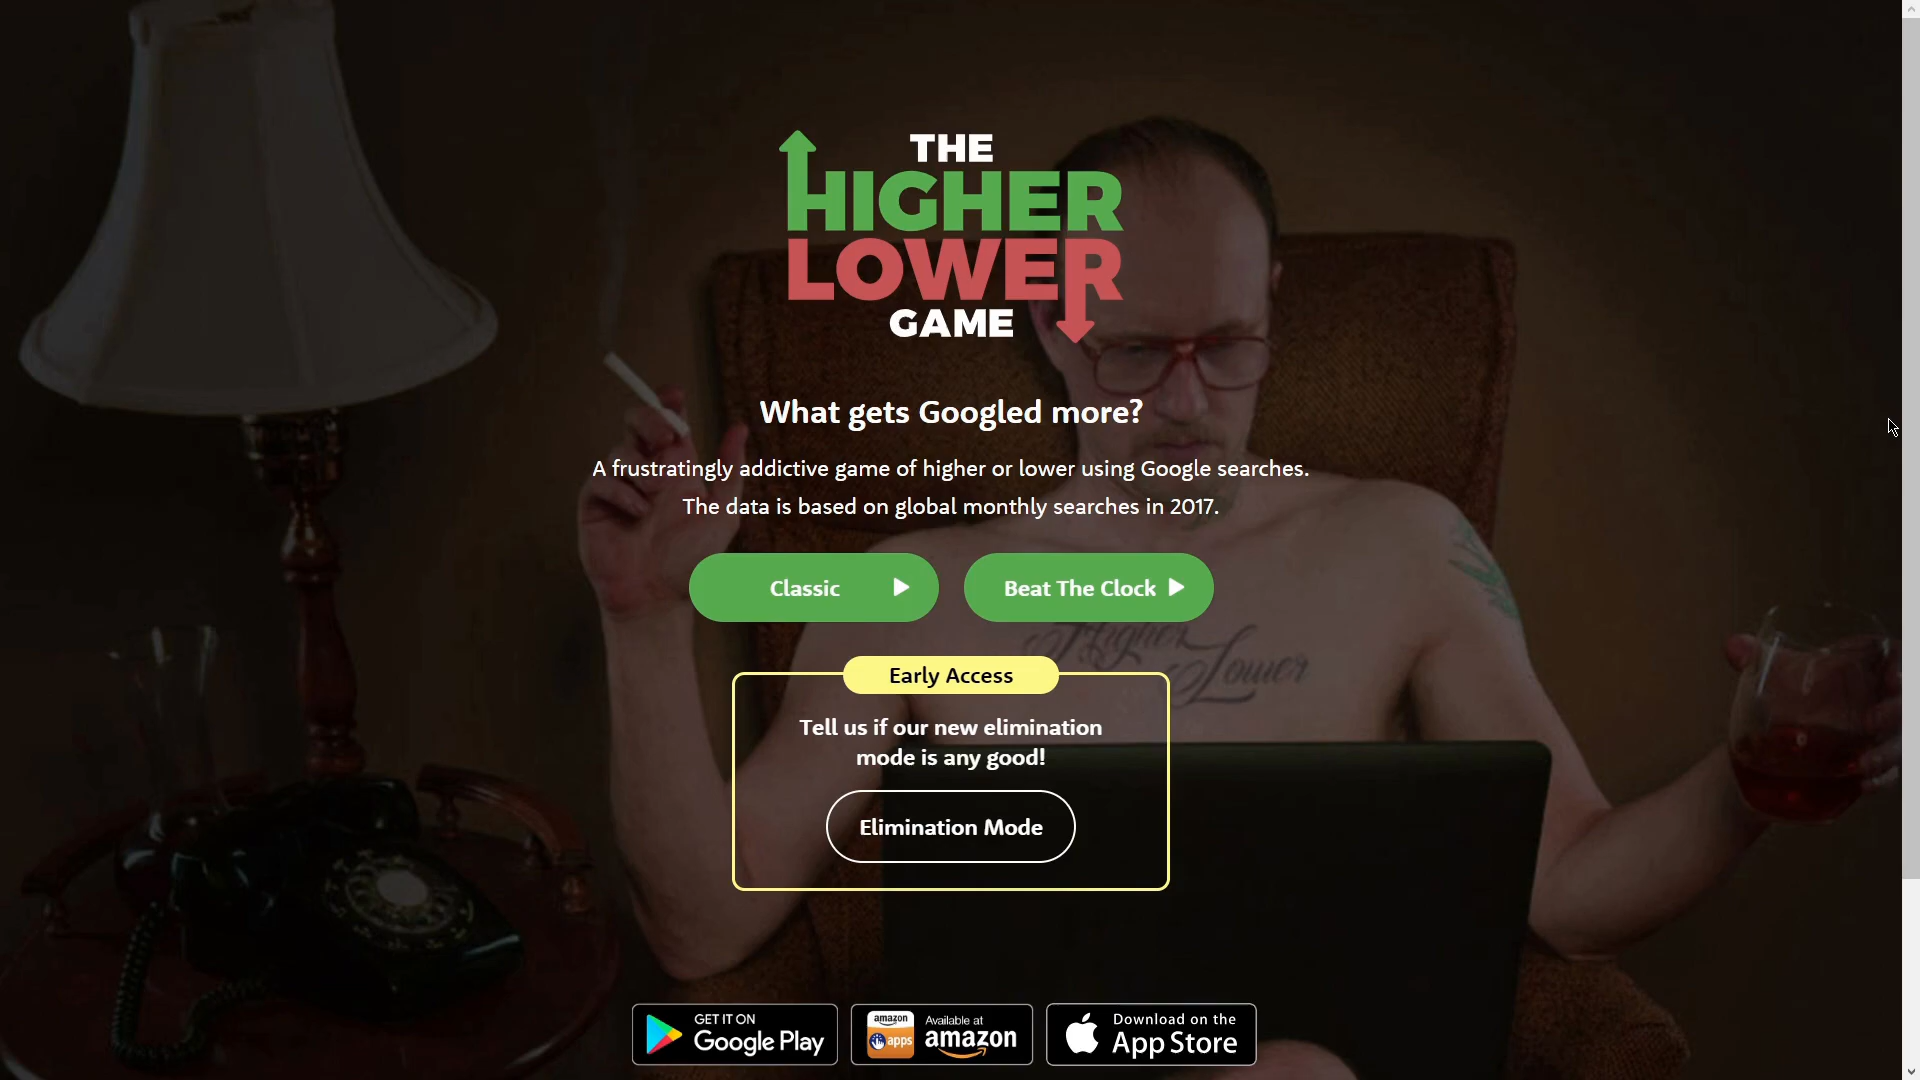 THE
HIGHER
LOWER
GAME
What gets Googled more?
A frustratingly addictive game of higher or lower using Google searches.
The data is based on global monthly searches in 2017.
Classic
Beat The Clock
Higher
Lower
Early Access
Tell us if our new elimination
mode is any good!
Elimination Mode
GET IT ON
Google Play
amazon
apps
Available at
amazon
Download on the
App Store